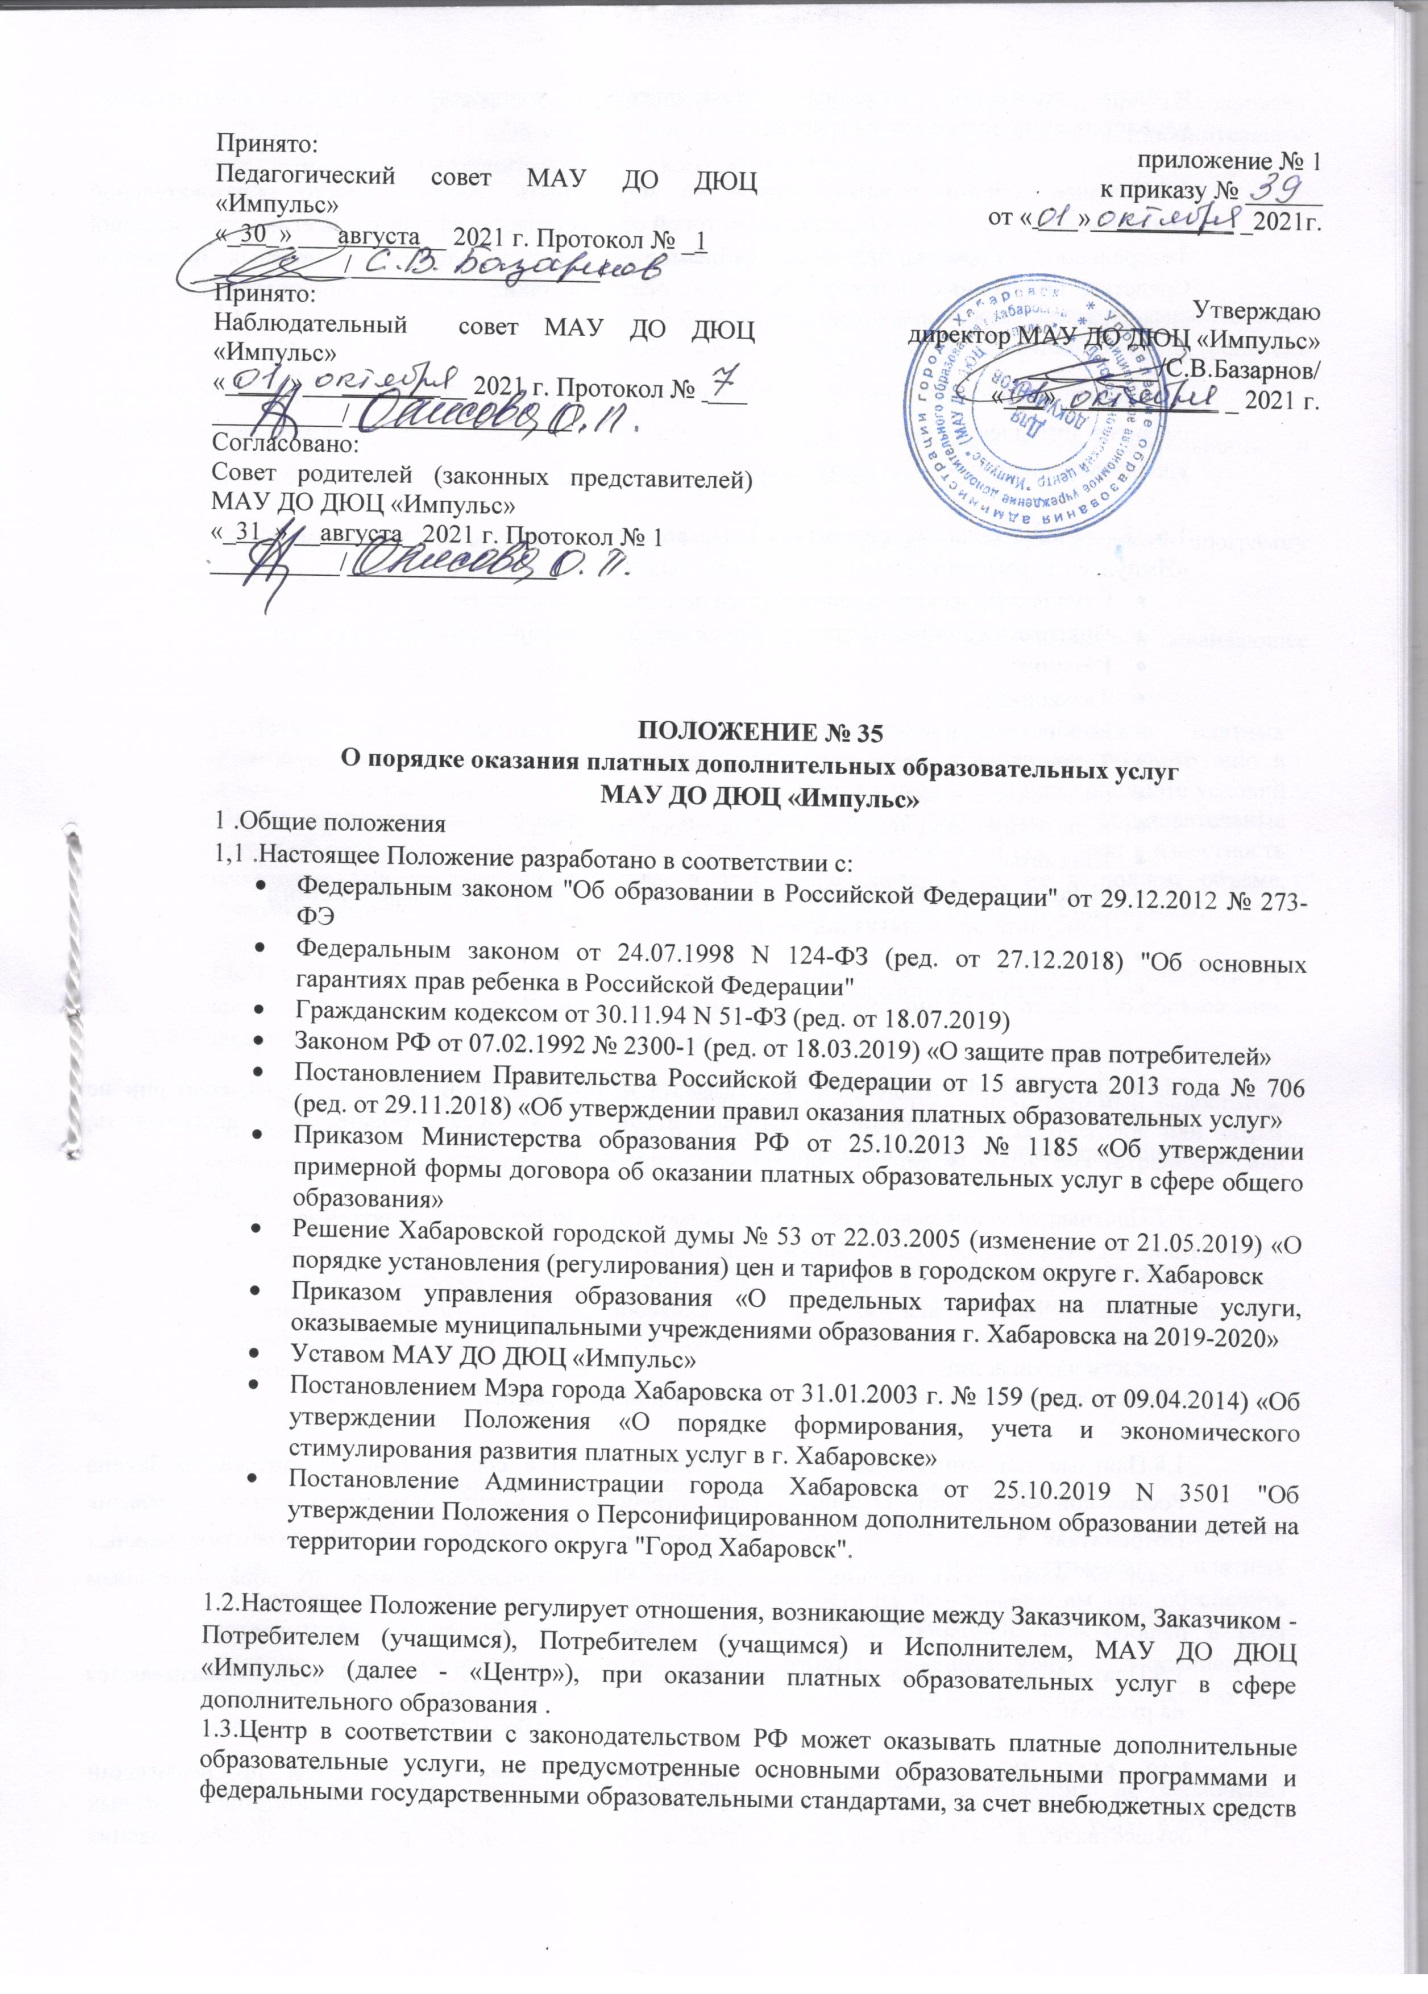 Принято:
Педагогический совет МАУ ДО ДЮЦ
«Импульс»
«_30_»____августа__ 2021 г. Протокол № _1
/ С.В. Базарнов
Принято:
Наблюдательный совет МАУ ДО ДЮЦ
«Импульс»
«01» октября 2021 г. Протокол № 7
/ Онисова О.П.
Согласовано:
Совет родителей (законных представителей)
МАУ ДО ДЮЦ «Импульс»
«_31_»___августа_ 2021 г. Протокол № 1
/ Онисова О. П.
приложение № 1
к приказу № 39
от «01» октября 2021г.
Утверждаю
директор МАУ ДО ДЮЦ «Импульс»
/С.В.Базарнов/
«01» октября _ 2021 г.
Для
документов
ПОЛОЖЕНИЕ № 35
О порядке оказания платных дополнительных образовательных услуг
МАУ ДО ДЮЦ «Импульс»
1 .Общие положения
1,1 .Настоящее Положение разработано в соответствии с:
• Федеральным законом "Об образовании в Российской Федерации" от 29.12.2012 № 273-
ФЭ
• Федеральным законом от 24.07.1998 N 124-ФЗ (ред. от 27.12.2018) "Об основных
гарантиях прав ребенка в Российской Федерации"
• Гражданским кодексом от 30.11.94 N 51-ФЗ (ред. от 18.07.2019)
• Законом РФ от 07.02.1992 № 2300-1 (ред. от 18.03.2019) «О защите прав потребителей»
• Постановлением Правительства Российской Федерации от 15 августа 2013 года № 706
(ред. от 29.11.2018) «Об утверждении правил оказания платных образовательных услуг»
• Приказом Министерства образования РФ от 25.10.2013 № 1185 «Об утверждении
примерной формы договора об оказании платных образовательных услуг в сфере общего
образования»
• Решение Хабаровской городской думы № 53 от 22.03.2005 (изменение от 21.05.2019) «О
порядке установления (регулирования) цен и тарифов в городском округе г. Хабаровск
• Приказом управления образования «О предельных тарифах на платные услуги,
оказываемые муниципальными учреждениями образования г. Хабаровска на 2019-2020»
• Уставом МАУ ДО ДЮЦ «Импульс»
• Постановлением Мэра города Хабаровска от 31.01.2003 г. № 159 (ред. от 09.04.2014) «Об
утверждении Положения «О порядке формирования, учета и экономического
стимулирования развития платных услуг в г. Хабаровске»
• Постановление Администрации города Хабаровска от 25.10.2019 N 3501 "Об
утверждении Положения о Персонифицированном дополнительном образовании детей на
территории городского округа "Город Хабаровск".
1.2.Настоящее Положение регулирует отношения, возникающие между Заказчиком, Заказчиком -
Потребителем (учащимся), Потребителем (учащимся) и Исполнителем, МАУ ДО ДЮЦ
«Импульс» (далее - «Центр»), при оказании платных образовательных услуг в сфере
дополнительного образования .
1.3.Центр в соответствии с законодательством РФ может оказывать платные дополнительные
образовательные услуги, не предусмотренные основными образовательными программами и
федеральными государственными образовательными стандартами, за счет внебюджетных средств